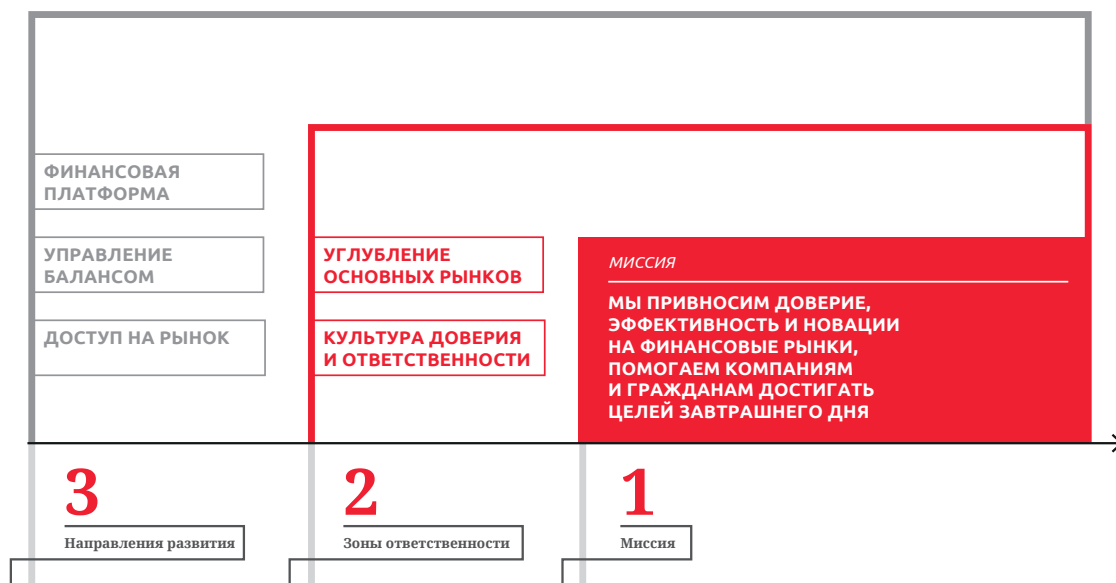 ФИНАНСОВАЯ
ПЛАТФОРМА
УПРАВЛЕНИЕ
БАЛАНСОМ
ДОСТУП НА РЫНОК
УГЛУБЛЕНИЕ
ОСНОВНЫХ РЫНКОВ
КУЛЬТУРА ДОВЕРИЯ
И ОТВЕТСТВЕННОСТИ
МИССИЯ
МЫ ПРИВНОСИМ ДОВЕРИЕ,
ЭФФЕКТИВНОСТЬ И НОВАЦИИ
НА ФИНАНСОВЫЕ РЫНКИ,
ПОМОГАЕМ КОМПАНИЯМ
И ГРАЖДАНАМ ДОСТИГАТЬ
ЦЕЛЕЙ ЗАВТРАШНЕГО ДНЯ
3
Направления развития
2
Зоны ответственности
1
Миссия